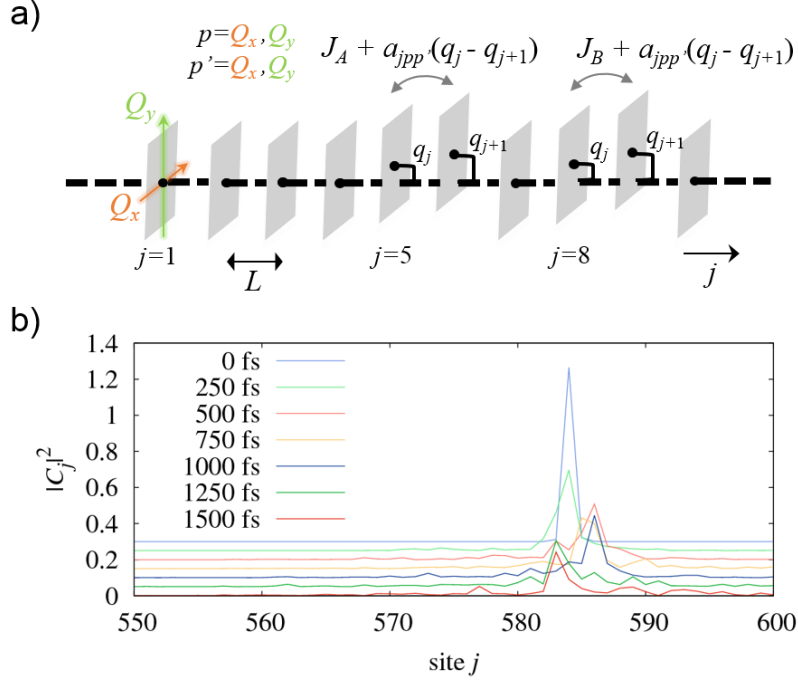 a)
p=Qx,Qy
p'=Qx,Qy
JA + ajpp'(qj - qj+1)
JB + ajpp'(qj - qj+1)
Qy
Qx
qj
qj+1
qj
qj+1
j=1
L
j=5
j=8
j
b)
1.4
1.2
1
0.8
0.6
0.4
0.2
0
|Cj|2
0 fs
250 fs
500 fs
750 fs
1000 fs
1250 fs
1500 fs
550
560
570
580
590
600
site j